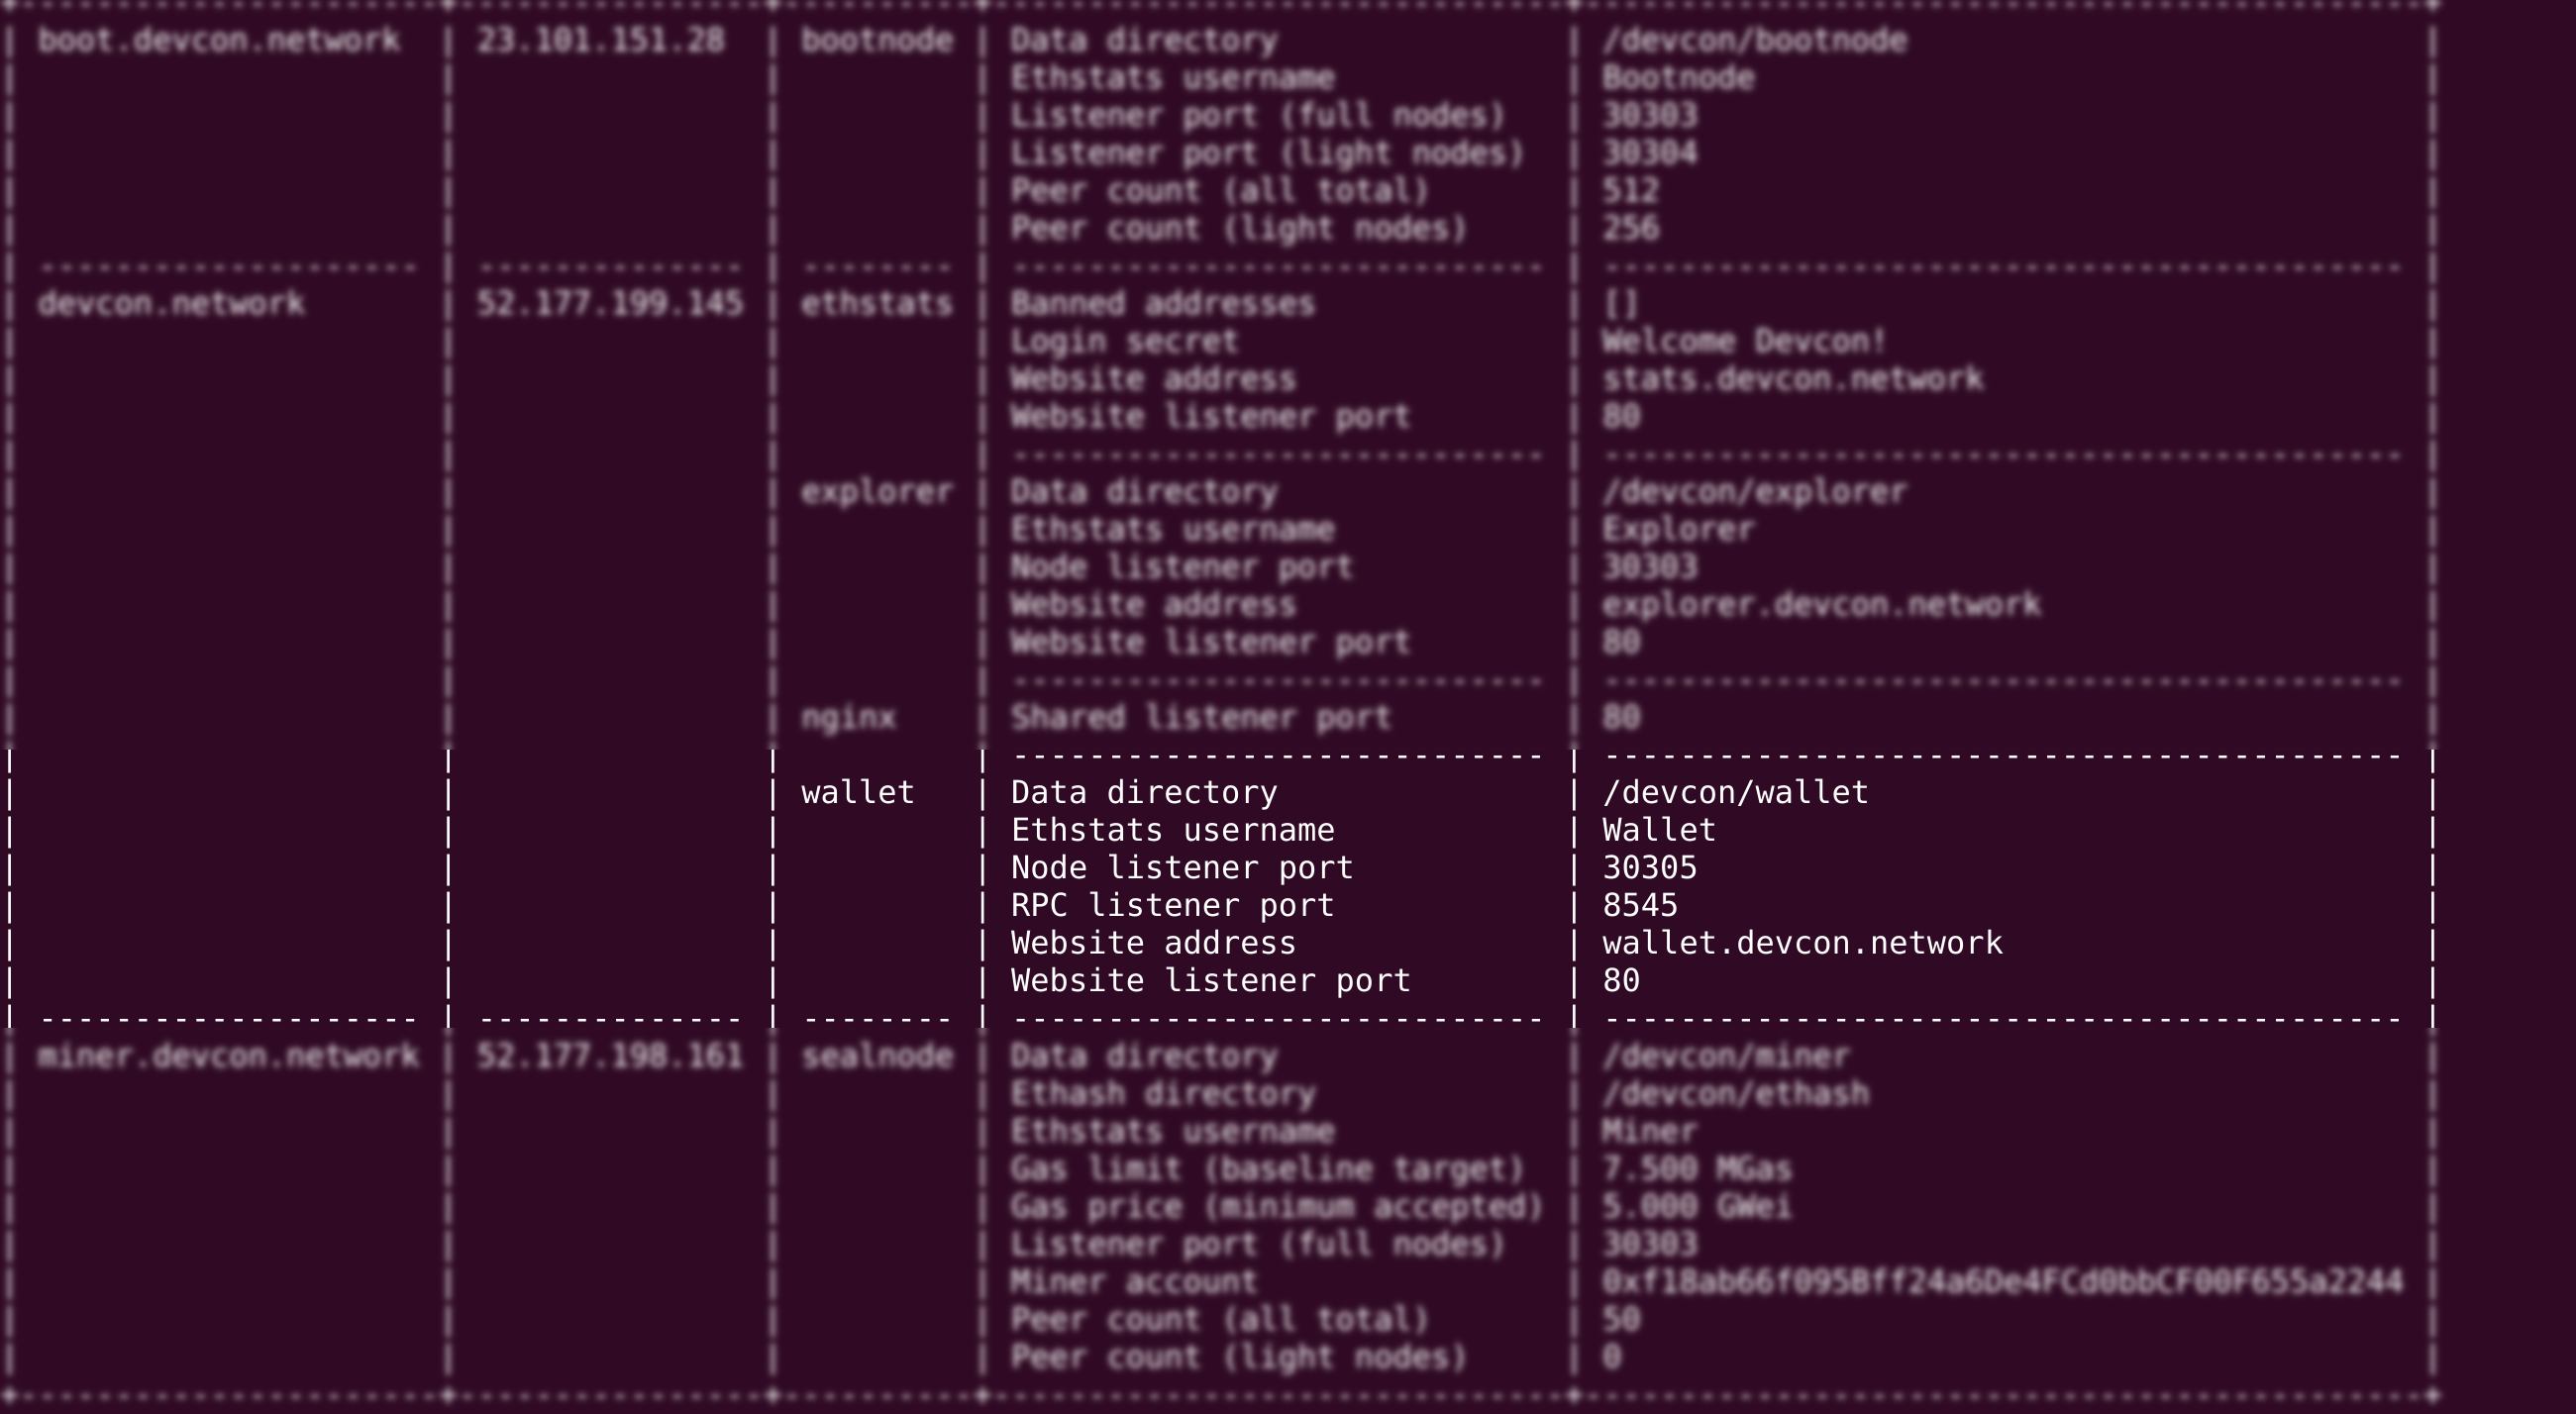 boot.devcon.network | 23.101.151.28 | bootnode | Data directory | /devcon/bootnode
Ethstats username | Bootnode
Listener port (full nodes) | 30303
Listener port (light nodes) | 30304
Peer count (all total) | 512
Peer count (light nodes) | 256
devcon.network | 52.177.199.145 | ethstats | Banned addresses | []
Login secret | Welcome Devcon!
Website address | stats.devcon.network
Website listener port | 80
explorer | Data directory | /devcon/explorer
Ethstats username | Explorer
Node listener port | 30303
Website address | explorer.devcon.network
Website listener port | 80
nginx | Shared listener port | 80
wallet | Data directory | /devcon/wallet
Ethstats username | Wallet
Node listener port | 30305
RPC listener port | 8545
Website address | wallet.devcon.network
Website listener port | 80
miner.devcon.network | 52.177.198.161 | sealnode | Data directory | /devcon/miner
Ethash directory | /devcon/ethash
Ethstats username | Miner
Gas limit (baseline target) | 7.500 MGas
Gas price (minimum accepted) | 5.000 GWei
Listener port (full nodes) | 30303
Miner account | 0xf18ab66f095Bff24a6De4FCd0bbCF00F655a2244
Peer count (all total) | 50
Peer count (light nodes) | 0